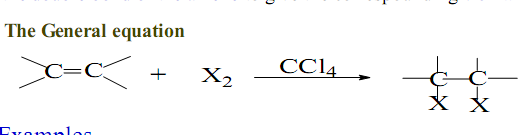 The General equation
C=C + X₂ CCl₄ C C
X X
Examples